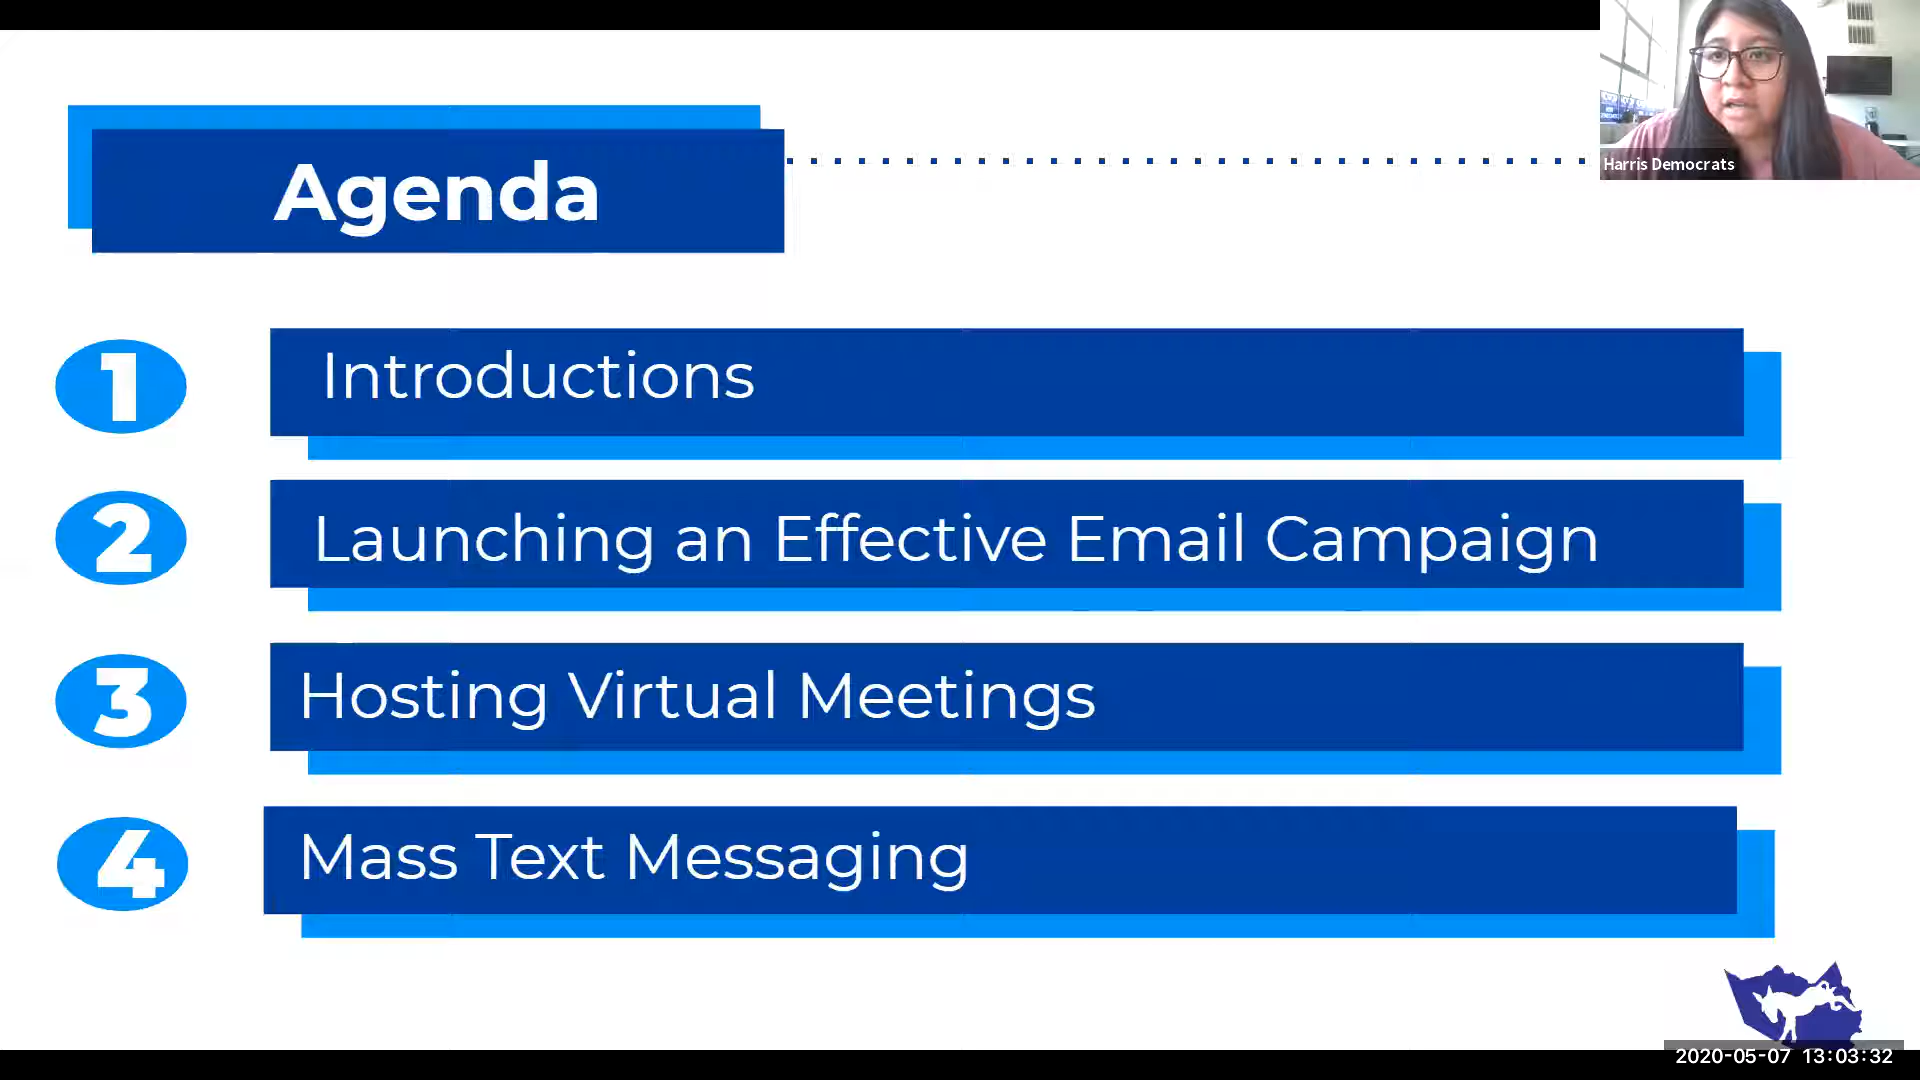 Agenda
Harris Democrats
1
Introductions
2
Launching an Effective Email Campaign
3
Hosting Virtual Meetings
4
Mass Text Messaging
2020-05-07 13:03:32